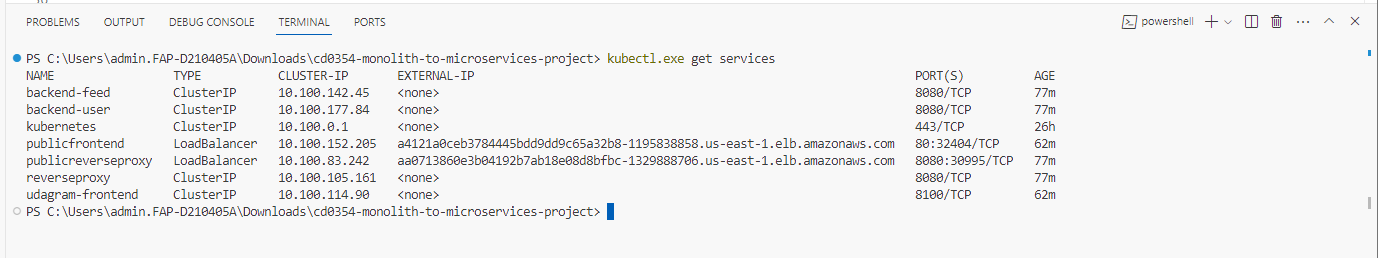 PROBLEMS OUTPUT DEBUG CONSOLE TERMINAL PORTS powershell
PS C:\Users\admin.FAP-D210405A\Downloads\cd0354-monolith-to-microservices-project> kubectl.exe get services
NAME TYPE CLUSTER-IP EXTERNAL-IP PORT(S) AGE
backend-feed ClusterIP 10.100.142.45 <none> 8080/TCP 77m
backend-user ClusterIP 10.100.177.84 <none> 8080/TCP 77m
kubernetes ClusterIP 10.100.0.1 <none> 443/TCP 26h
publicfrontend LoadBalancer 10.100.152.205 a4121a0ceb3784445bdd9dd9c65a32b8-1195838858.us-east-1.elb.amazonaws.com 80:32404/TCP 62m
publicreverseproxy LoadBalancer 10.100.83.242 aa0713860e3b04192b7ab18e08d8bfbc-1329888706.us-east-1.elb.amazonaws.com 8080:30995/TCP 77m
reverseproxy ClusterIP 10.100.105.161 <none> 8080/TCP 77m
udagram-frontend ClusterIP 10.100.114.90 <none> 8100/TCP 62m
PS C:\Users\admin.FAP-D210405A\Downloads\cd0354-monolith-to-microservices-project>